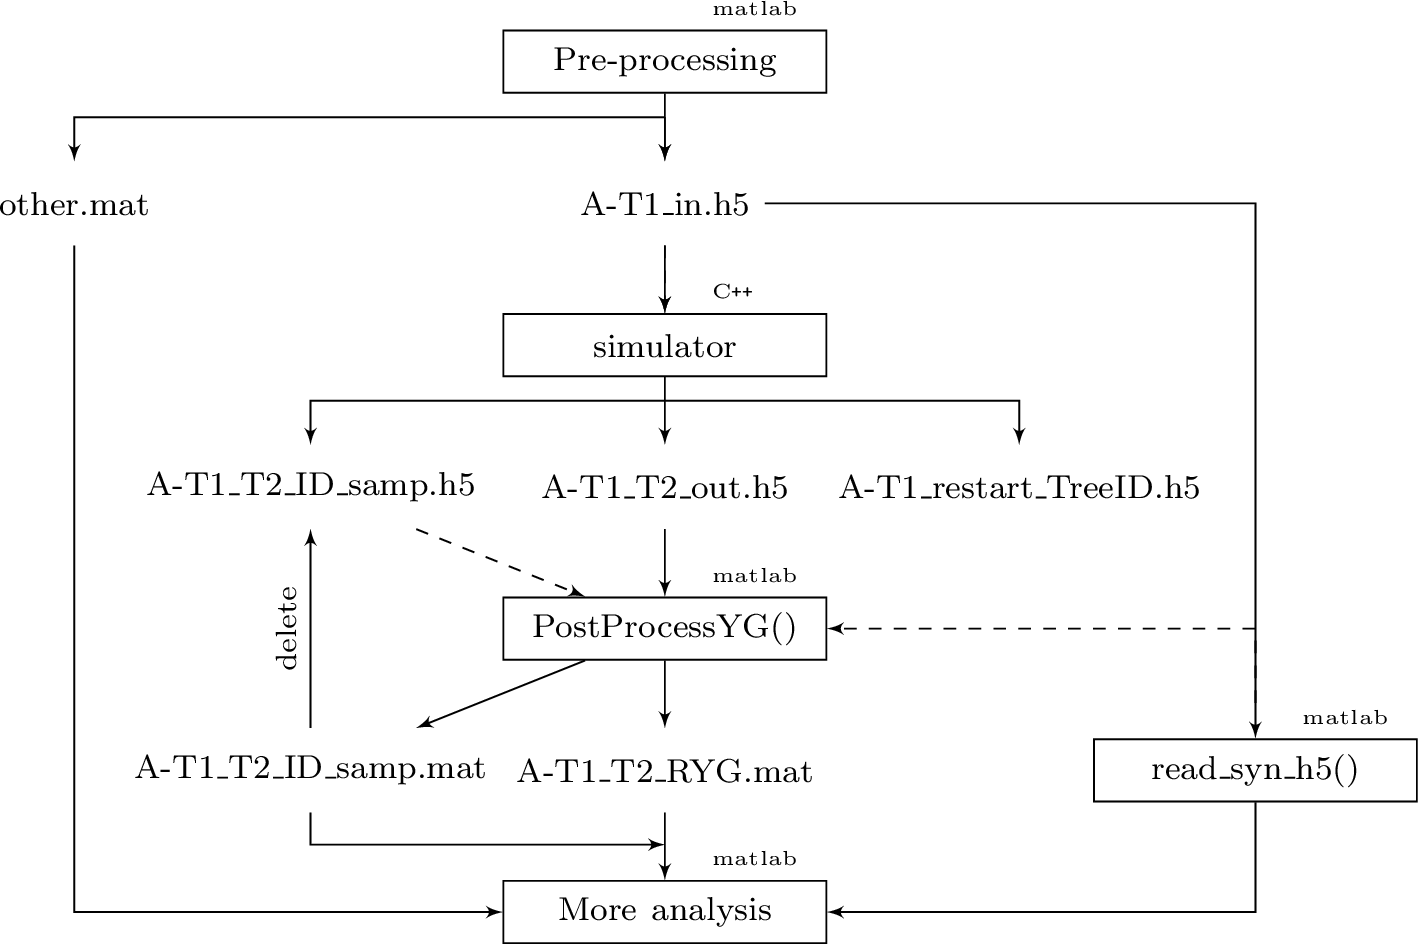 matlab
Pre-processing
other.mat
A-T1_in.h5
C++
simulator
A-T1_T2_ID_samp.h5
A-T1_T2_out.h5
A-T1_restart_TreeID.h5
matlab
delete
PostProcessYG()
matlab
A-T1_T2_ID_samp.mat
A-T1_T2_RYG.mat
read_syn_h5()
matlab
More analysis